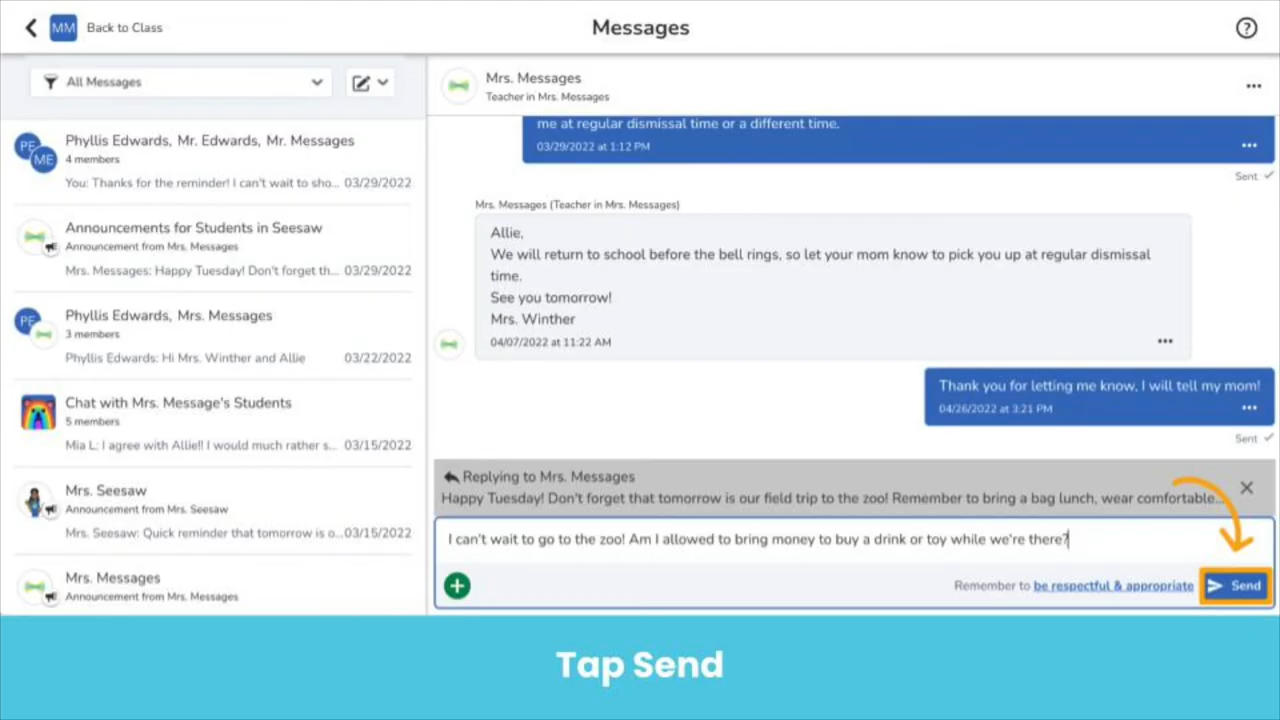 MM
Back to Class
Messages
?
All Messages
PE
ME
Phyllis Edwards, Mr. Edwards, Mr. Messages
4 members
You: Thanks for the reminder! I can't wait to sho... 03/29/2022
Announcements for Students in Seesaw
Announcement from Mrs. Messages
Mrs. Messages: Happy Tuesday! Don't forget th... 03/29/2022
PE
Phyllis Edwards, Mrs. Messages
3 members
Phyllis Edwards: Hi Mrs. Winther and Allie 03/22/2022
Chat with Mrs. Message's Students
5 members
Mia L: I agree with Allie!! I would much rather s... 03/15/2022
Mrs. Seesaw
Announcement from Mrs. Seesaw
Mrs. Seesaw: Quick reminder that tomorrow is o...03/15/2022
Mrs. Messages
Announcement from Mrs. Messages
Mrs. Messages
Teacher in Mrs. Messages
me at regular dismissal time or a different time.
03/29/2022 at 1:12 PM
Sent
Mrs. Messages (Teacher in Mrs. Messages)
Allie,
We will return to school before the bell rings, so let your mom know to pick you up at regular dismissal
time.
See you tomorrow!
Mrs. Winther
04/07/2022 at 11:22 AM
Thank you for letting me know, I will tell my mom!
04/26/2022 at 3:21 PM
Sent
Replying to Mrs. Messages
Happy Tuesday! Don't forget that tomorrow is our field trip to the zoo! Remember to bring a bag lunch, wear comfortable...
I can't wait to go to the zoo! Am I allowed to bring money to buy a drink or toy while we're there?
Remember to be respectful & appropriate
Send
Tap Send